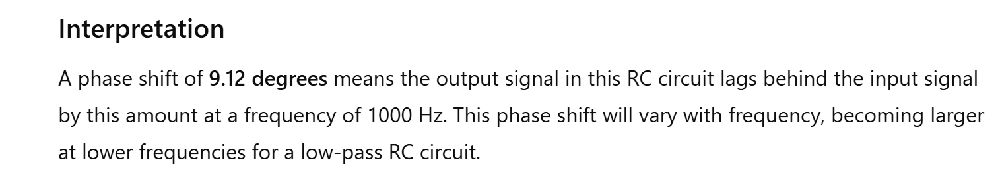 Interpretation
A phase shift of 9.12 degrees means the output signal in this RC circuit lags behind the input signal
by this amount at a frequency of 1000 Hz. This phase shift will vary with frequency, becoming larger
at lower frequencies for a low-pass RC circuit.